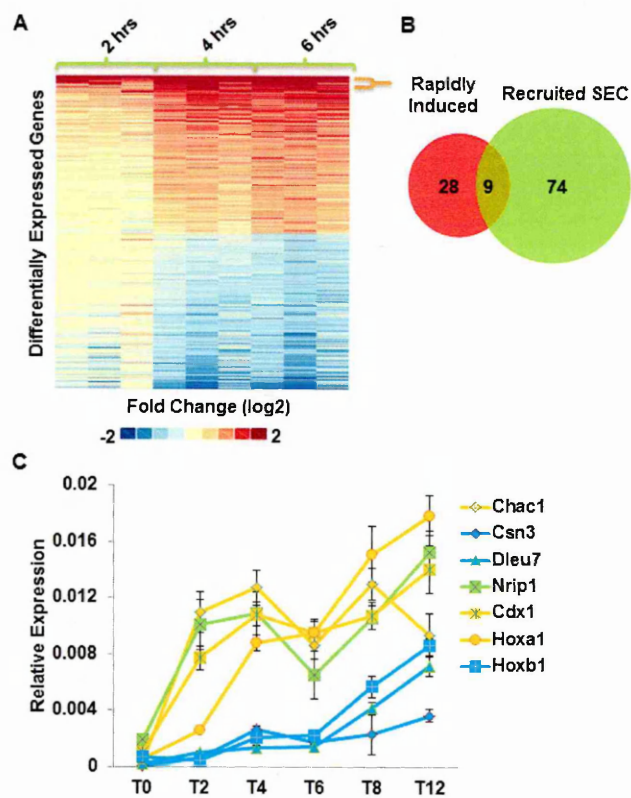 A
2 hrs
4 hrs
6 hrs
Differentially Expressed Genes
Fold Change (log2)
-2
2
B
Rapidly
Induced
Recruited SEC
28
9
74
C
Relative Expression
0.02
0.016
0.012
0.008
0.004
0
T0
T2
T4
T6
T8
T12
Chac1
Csn3
Dleu7
Nrip1
Cdx1
Hoxa1
Hoxb1